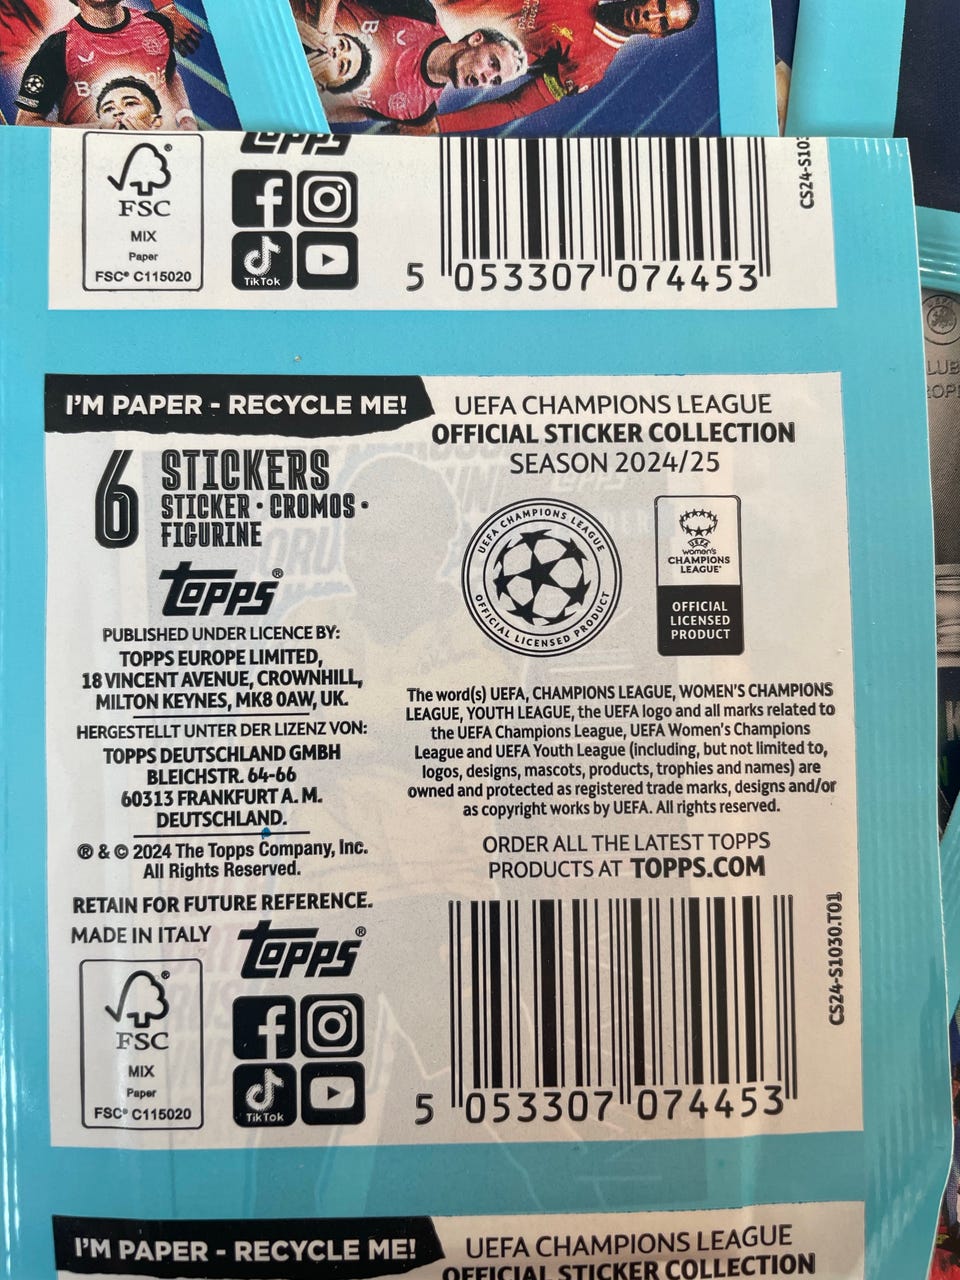 TOPPS
FSC®
MIX
Paper
FSC® C115020
TikTok
5 053307 074453
CS24-S103
I'M PAPER - RECYCLE ME!
6 STICKERS
STICKER · CROMOS ·
FIGURINE
TOPPS®
PUBLISHED UNDER LICENCE BY:
TOPPS EUROPE LIMITED,
18 VINCENT AVENUE, CROWNHILL,
MILTON KEYNES, MK8 0AW, UK.
HERGESTELLT UNTER DER LIZENZ VON:
TOPPS DEUTSCHLAND GMBH
BLEICHSTR. 64-66
60313 FRANKFURT A. M.
DEUTSCHLAND.
® & © 2024 The Topps Company, Inc.
All Rights Reserved.
RETAIN FOR FUTURE REFERENCE.
MADE IN ITALY
TOPPS®
FSC®
MIX
Paper
FSC® C115020
TikTok
UEFA CHAMPIONS LEAGUE
OFFICIAL STICKER COLLECTION
SEASON 2024/25
UEFA CHAMPIONS LEAGUE
OFFICIAL LICENSED PRODUCT
UEFA
women's
CHAMPIONS
LEAGUE
OFFICIAL
LICENSED
PRODUCT
The word(s) UEFA, CHAMPIONS LEAGUE, WOMEN'S CHAMPIONS
LEAGUE, YOUTH LEAGUE, the UEFA logo and all marks related to
the UEFA Champions League, UEFA Women's Champions
League and UEFA Youth League (including, but not limited to,
logos, designs, mascots, products, trophies and names) are
owned and protected as registered trade marks, designs and/or
as copyright works by UEFA. All rights reserved.
ORDER ALL THE LATEST TOPPS
PRODUCTS AT TOPPS.COM
5 053307 074453
CS24-S1030.T01
I'M PAPER - RECYCLE ME!
UEFA CHAMPIONS LEAGUE
OFFICIAL STICKER COLLECTION